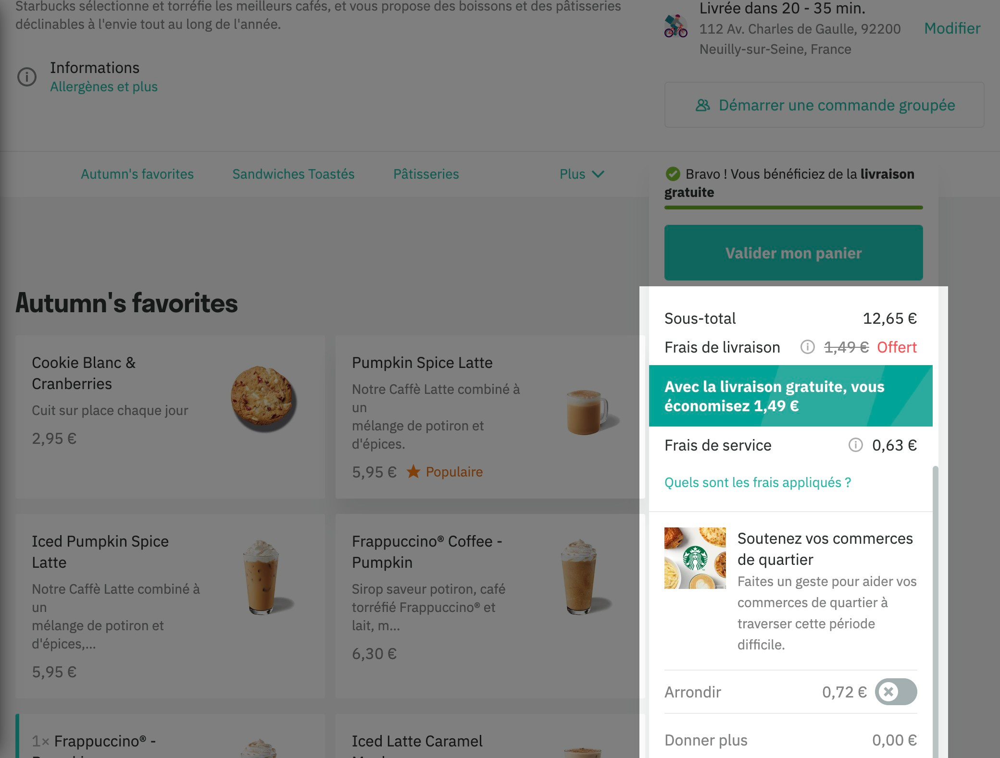 Starbucks sélectionne et torréfie les meilleurs cafés, et vous propose des boissons et des pâtisseries
déclinables à l'envie tout au long de l'année.
Informations
Allergènes et plus
Livrée dans 20 - 35 min.
112 Av. Charles de Gaulle, 92200
Neuilly-sur-Seine, France
Modifier
Démarrer une commande groupée
Autumn's favorites
Sandwiches Toastés
Pâtisseries
Plus
Bravo ! Vous bénéficiez de la livraison
gratuite
Valider mon panier
Autumn's favorites
Cookie Blanc &
Cranberries
Cuit sur place chaque jour
2,95 €
Pumpkin Spice Latte
Notre Caffè Latte combiné à
un
mélange de potiron et
d'épices.
5,95 € Populaire
Iced Pumpkin Spice
Latte
Notre Caffè Latte combiné à
un
mélange de potiron et
d'épices,...
5,95 €
Frappuccino® Coffee -
Pumpkin
Sirop saveur potiron, café
torréfié Frappuccino® et
lait, m...
6,30 €
1× Frappuccino® -
Iced Latte Caramel
Sous-total 12,65 €
Frais de livraison 1,49 € Offert
Avec la livraison gratuite, vous
économisez 1,49 €
Frais de service 0,63 €
Quels sont les frais appliqués ?
Soutenez vos commerces
de quartier
Faites un geste pour aider vos
commerces de quartier à
traverser cette période
difficile.
Arrondir 0,72 €
Donner plus 0,00 €